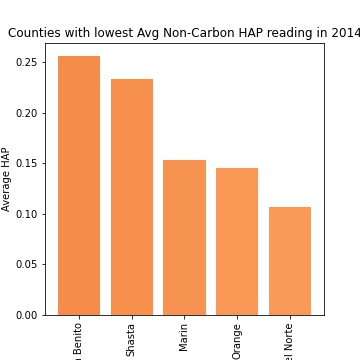 Counties with lowest Avg Non-Carbon HAP reading in 2014
Average HAP
0.25
0.20
0.15
0.10
0.05
0.00
Benito
Shasta
Marin
Orange
Norte